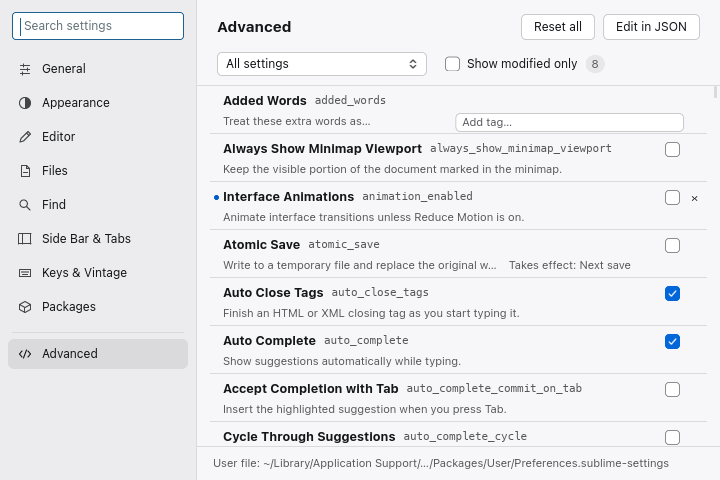 Search settings
General
Appearance
Editor
Files
Find
Side Bar & Tabs
Keys & Vintage
Packages
Advanced
Advanced
Reset all
Edit in JSON
All settings
Show modified only 8
Added Words added_words
Treat these extra words as...
Add tag...
Always Show Minimap Viewport always_show_minimap_viewport
Keep the visible portion of the document marked in the minimap.
Interface Animations animation_enabled
Animate interface transitions unless Reduce Motion is on.
Atomic Save atomic_save
Write to a temporary file and replace the original w... Takes effect: Next save
Auto Close Tags auto_close_tags
Finish an HTML or XML closing tag as you start typing it.
Auto Complete auto_complete
Show suggestions automatically while typing.
Accept Completion with Tab auto_complete_commit_on_tab
Insert the highlighted suggestion when you press Tab.
Cycle Through Suggestions auto_complete_cycle
User file: ~/Library/Application Support/.../Packages/User/Preferences.sublime-settings